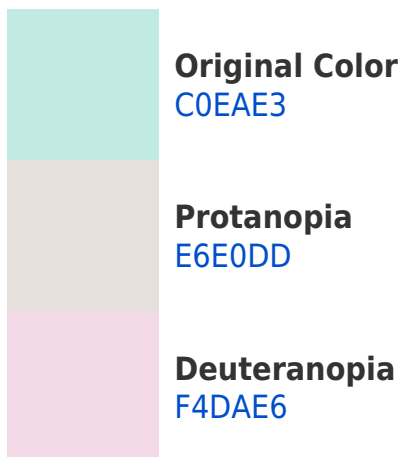 Original Color
C0EAE3
Protanopia
E6E0DD
Deuteranopia
F4DAE6